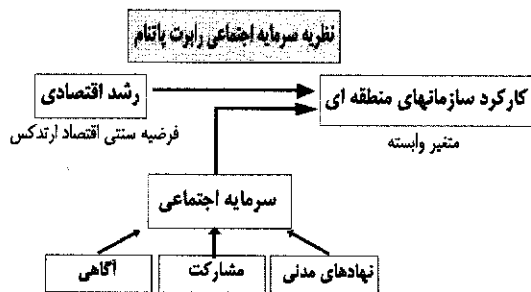 نظریه سرمایه اجتماعی رابرت پاتنام
کارکرد سازمانهای منطقه ای
رشد اقتصادی
متغیر وابسته
فرضیه سنتی اقتصاد ارتدکس
سرمایه اجتماعی
نهادهای مدنی
مشارکت
آگاهی